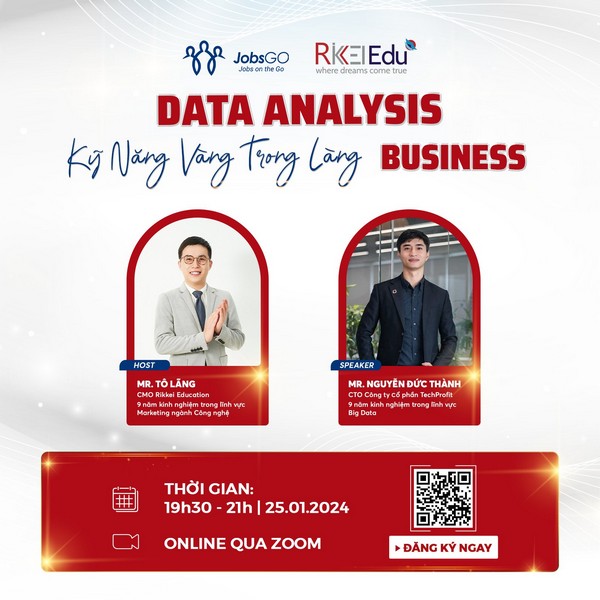 JobsGO
Jobs on the Go
RIKKEI Edu
where dreams come true
DATA ANALYSIS
Kỹ Năng Vàng Trong Làng BUSINESS
HOST
MR. TÔ LÃNG
CMO Rikkei Education
9 năm kinh nghiệm trong lĩnh vực
Marketing ngành Công nghệ
SPEAKER
MR. NGUYỄN ĐỨC THÀNH
CTO Công ty cổ phần TechProfit
9 năm kinh nghiệm trong lĩnh vực
Big Data
THỜI GIAN:
19h30 - 21h | 25.01.2024
ONLINE QUA ZOOM
ĐĂNG KÝ NGAY